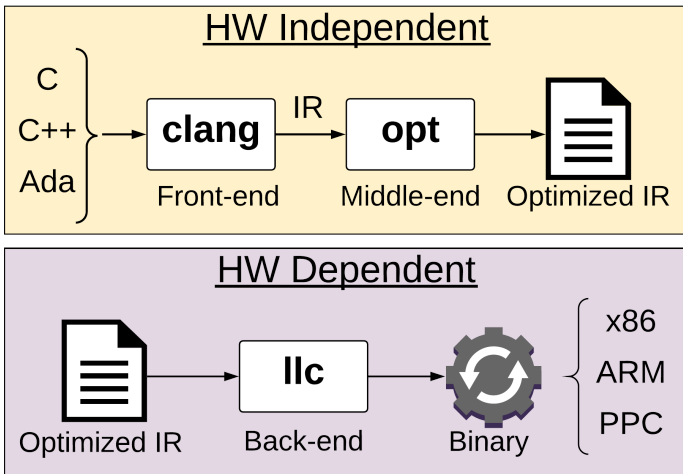 HW Independent
C
C++
Ada
clang
IR
opt
Front-end
Middle-end
Optimized IR
HW Dependent
llc
x86
ARM
PPC
Optimized IR
Back-end
Binary